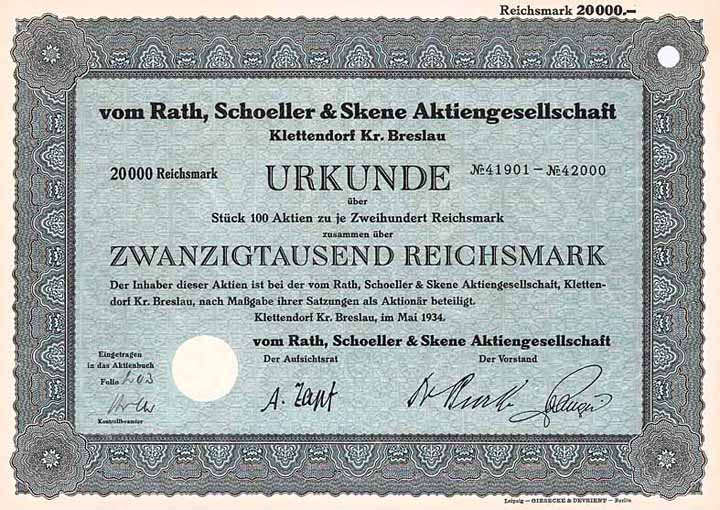 Reichsmark 20000.—
vom Rath, Schoeller & Skene Aktiengesellschaft
Klettendorf Kr. Breslau
20000 Reichsmark
URKUNDE
№41901 — №42000
über
Stück 100 Aktien zu je Zweihundert Reichsmark
zusammen über
ZWANZIGTAUSEND REICHSMARK
Der Inhaber dieser Aktien ist bei der vom Rath, Schoeller & Skene Aktiengesellschaft, Kletten-
dorf Kr. Breslau, nach Maßgabe ihrer Satzungen als Aktionär beteiligt.
Klettendorf Kr. Breslau, im Mai 1934.
vom Rath, Schoeller & Skene Aktiengesellschaft
Eingetragen
in das Aktienbuch
Folio 203
Kontrollbeamter
Der Aufsichtsrat
A. Zapf
Der Vorstand
Leipzig — GIESECKE & DEVRIENT — Berlin